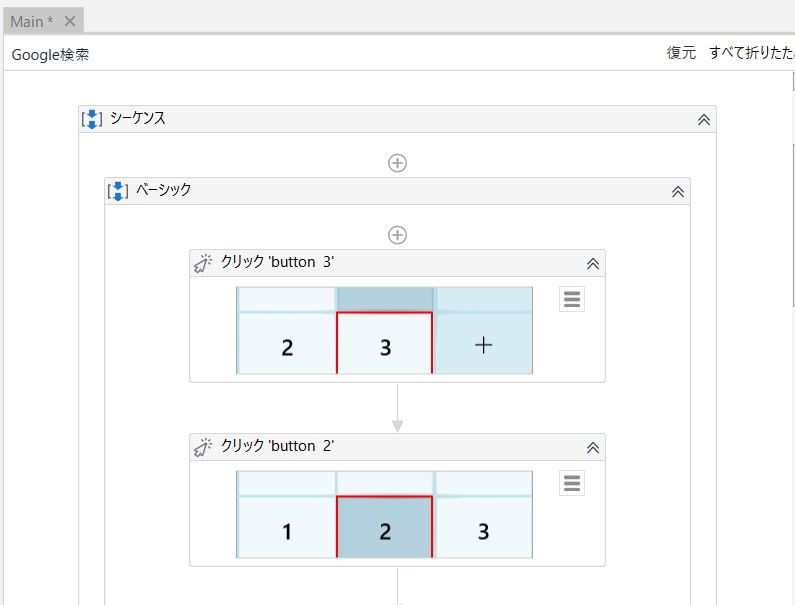 Main *
Google検索
復元 すべて折りたた
シーケンス
ベーシック
クリック 'button 3'
2 3 +
クリック 'button 2'
1 2 3